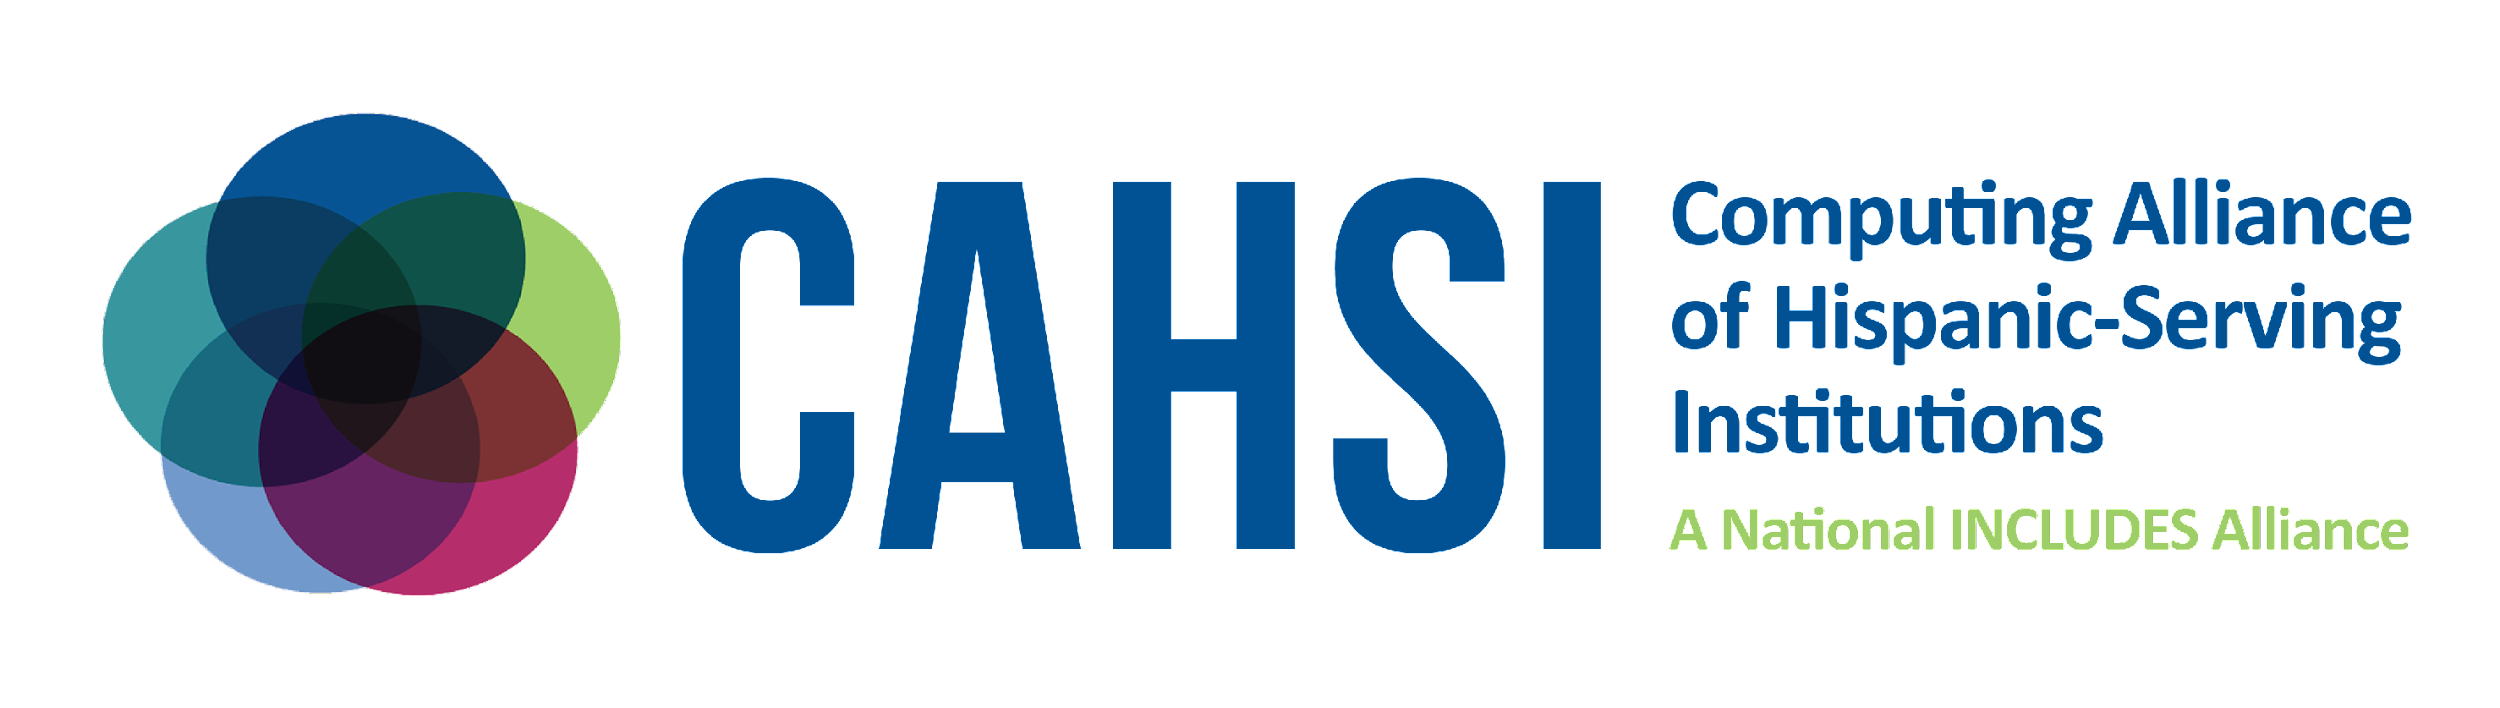 CAHSI
Computing Alliance
of Hispanic-Serving
Institutions
A National INCLUDES Alliance